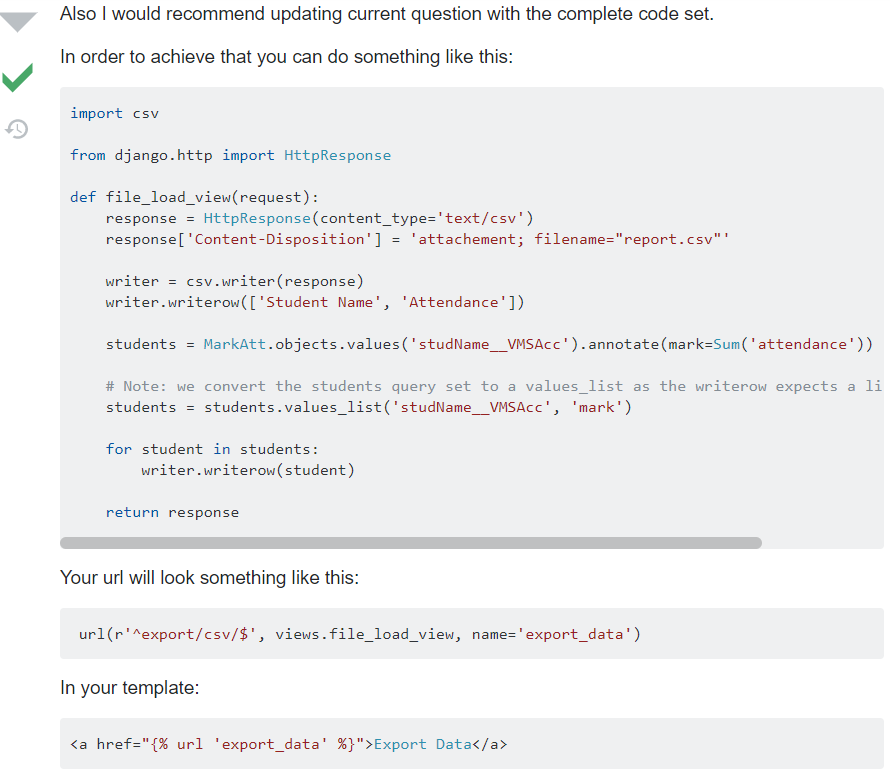 Also I would recommend updating current question with the complete code set.
In order to achieve that you can do something like this:
import csv
from django.http import HttpResponse
def file_load_view(request):
    response = HttpResponse(content_type='text/csv')
    response['Content-Disposition'] = 'attachement; filename="report.csv"'
    writer = csv.writer(response)
    writer.writerow(['Student Name', 'Attendance'])
    students = MarkAtt.objects.values('studName__VMSAcc').annotate(mark=Sum('attendance'))
    # Note: we convert the students query set to a values_list as the writerow expects a li
    students = students.values_list('studName__VMSAcc', 'mark')
    for student in students:
        writer.writerow(student)
    return response
Your url will look something like this:
url(r'^export/csv/$', views.file_load_view, name='export_data')
In your template:
<a href="{% url 'export_data' %}">Export Data</a>